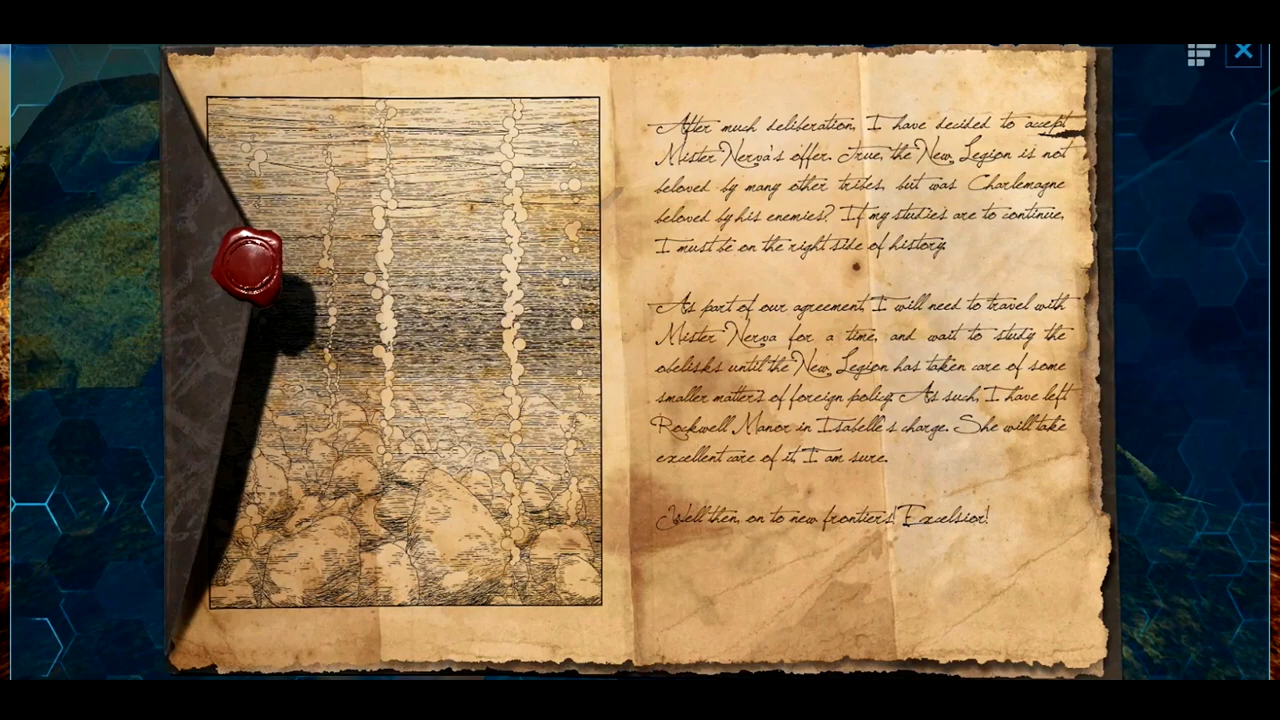 After much deliberation, I have decided to accept
Mister Nerva's offer. True, the New Legion is not
beloved by many other tribes, but was Charlemagne
beloved by his enemies? If my studies are to continue,
I must be on the right side of history.
As part of our agreement, I will need to travel with
Mister Nerva for a time, and wait to study the
obelisks until the New Legion has taken care of some
smaller matters of foreign policy. As such, I have left
Rockwell Manor in Isabelle's charge. She will take
excellent care of it, I am sure.
Well then, on to new frontiers! Excelsior!